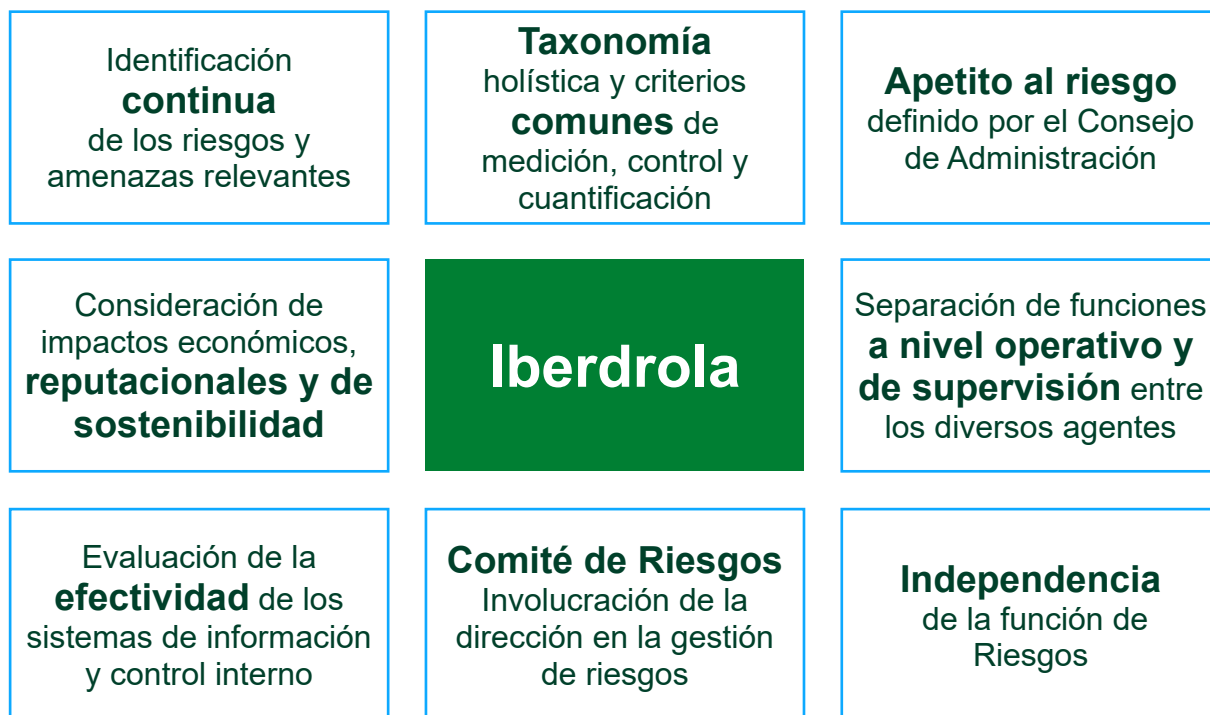 Identificación
continua
de los riesgos y
amenazas relevantes
Taxonomía
holística y criterios
comunes de
medición, control y
cuantificación
Apetito al riesgo
definido por el Consejo
de Administración
Consideración de
impactos económicos,
reputacionales y de
sostenibilidad
Iberdrola
Separación de funciones
a nivel operativo y
de supervisión entre
los diversos agentes
Evaluación de la
efectividad de los
sistemas de información
y control interno
Comité de Riesgos
Involucración de la
dirección en la gestión
de riesgos
Independencia
de la función de
Riesgos